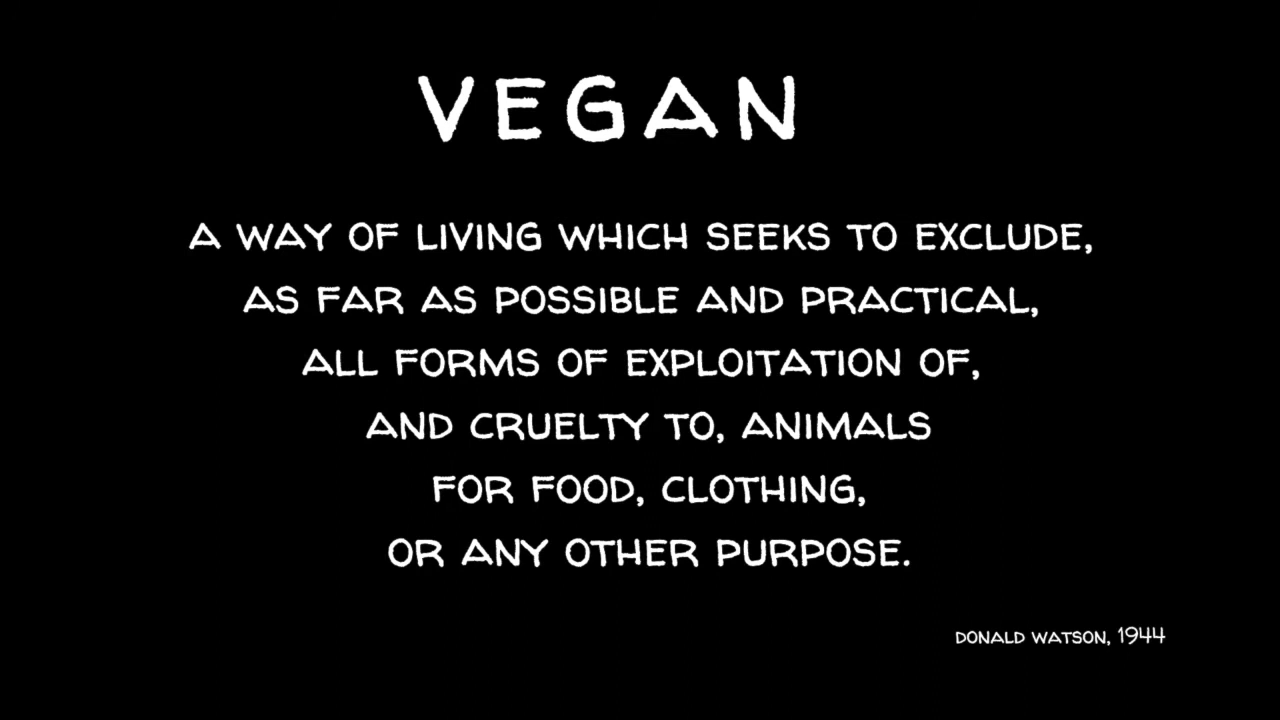 VEGAN
A WAY OF LIVING WHICH SEEKS TO EXCLUDE,
AS FAR AS POSSIBLE AND PRACTICAL,
ALL FORMS OF EXPLOITATION OF,
AND CRUELTY TO, ANIMALS
FOR FOOD, CLOTHING,
OR ANY OTHER PURPOSE.
DONALD WATSON, 1944